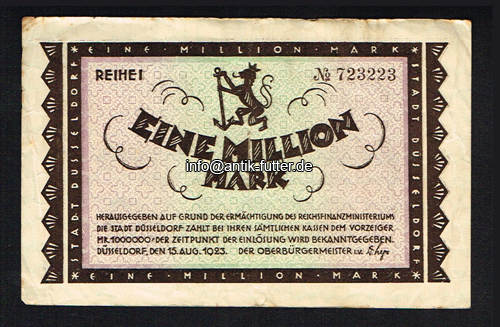 EINE MILLION MARK
STADT DÜSSELDORF
STADT DÜSSELDORF
REIHE I
№ 723223
EINE MILLION
info@antik-futter.de
MARK
HERAUSGEGEBEN AUF GRUND DER ERMÄCHTIGUNG DES REICHSFINANZMINISTERIUMS
DIE STADT DÜSSELDORF ZAHLT BEI IHREN SÄMTLICHEN KASSEN DEM VORZEIGER
MK.1000000 · DER ZEITPUNKT DER EINLÖSUNG WIRD BEKANNTGEGEBEN.
DÜSSELDORF, DEN 15. AUG. 1923. DER OBERBÜRGERMEISTER I.V.
EINE MILLION MARK